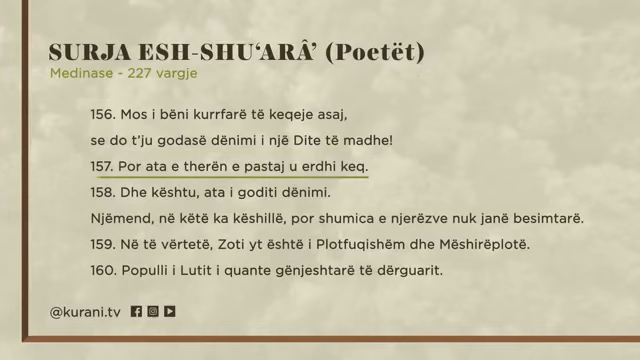 SURJA ESH-SHU‘ARÂ’ (Poetët)
Medinase - 227 vargje
156. Mos i bëni kurrfarë të keqeje asaj,
se do t’ju godasë dënimi i një Dite të madhe!
157. Por ata e therën e pastaj u erdhi keq.
158. Dhe kështu, ata i goditi dënimi.
Njëmend, në këtë ka këshillë, por shumica e njerëzve nuk janë besimtarë.
159. Në të vërtetë, Zoti yt është i Plotfuqishëm dhe Mëshirëplotë.
160. Populli i Lutit i quante gënjeshtarë të dërguarit.
@kurani.tv